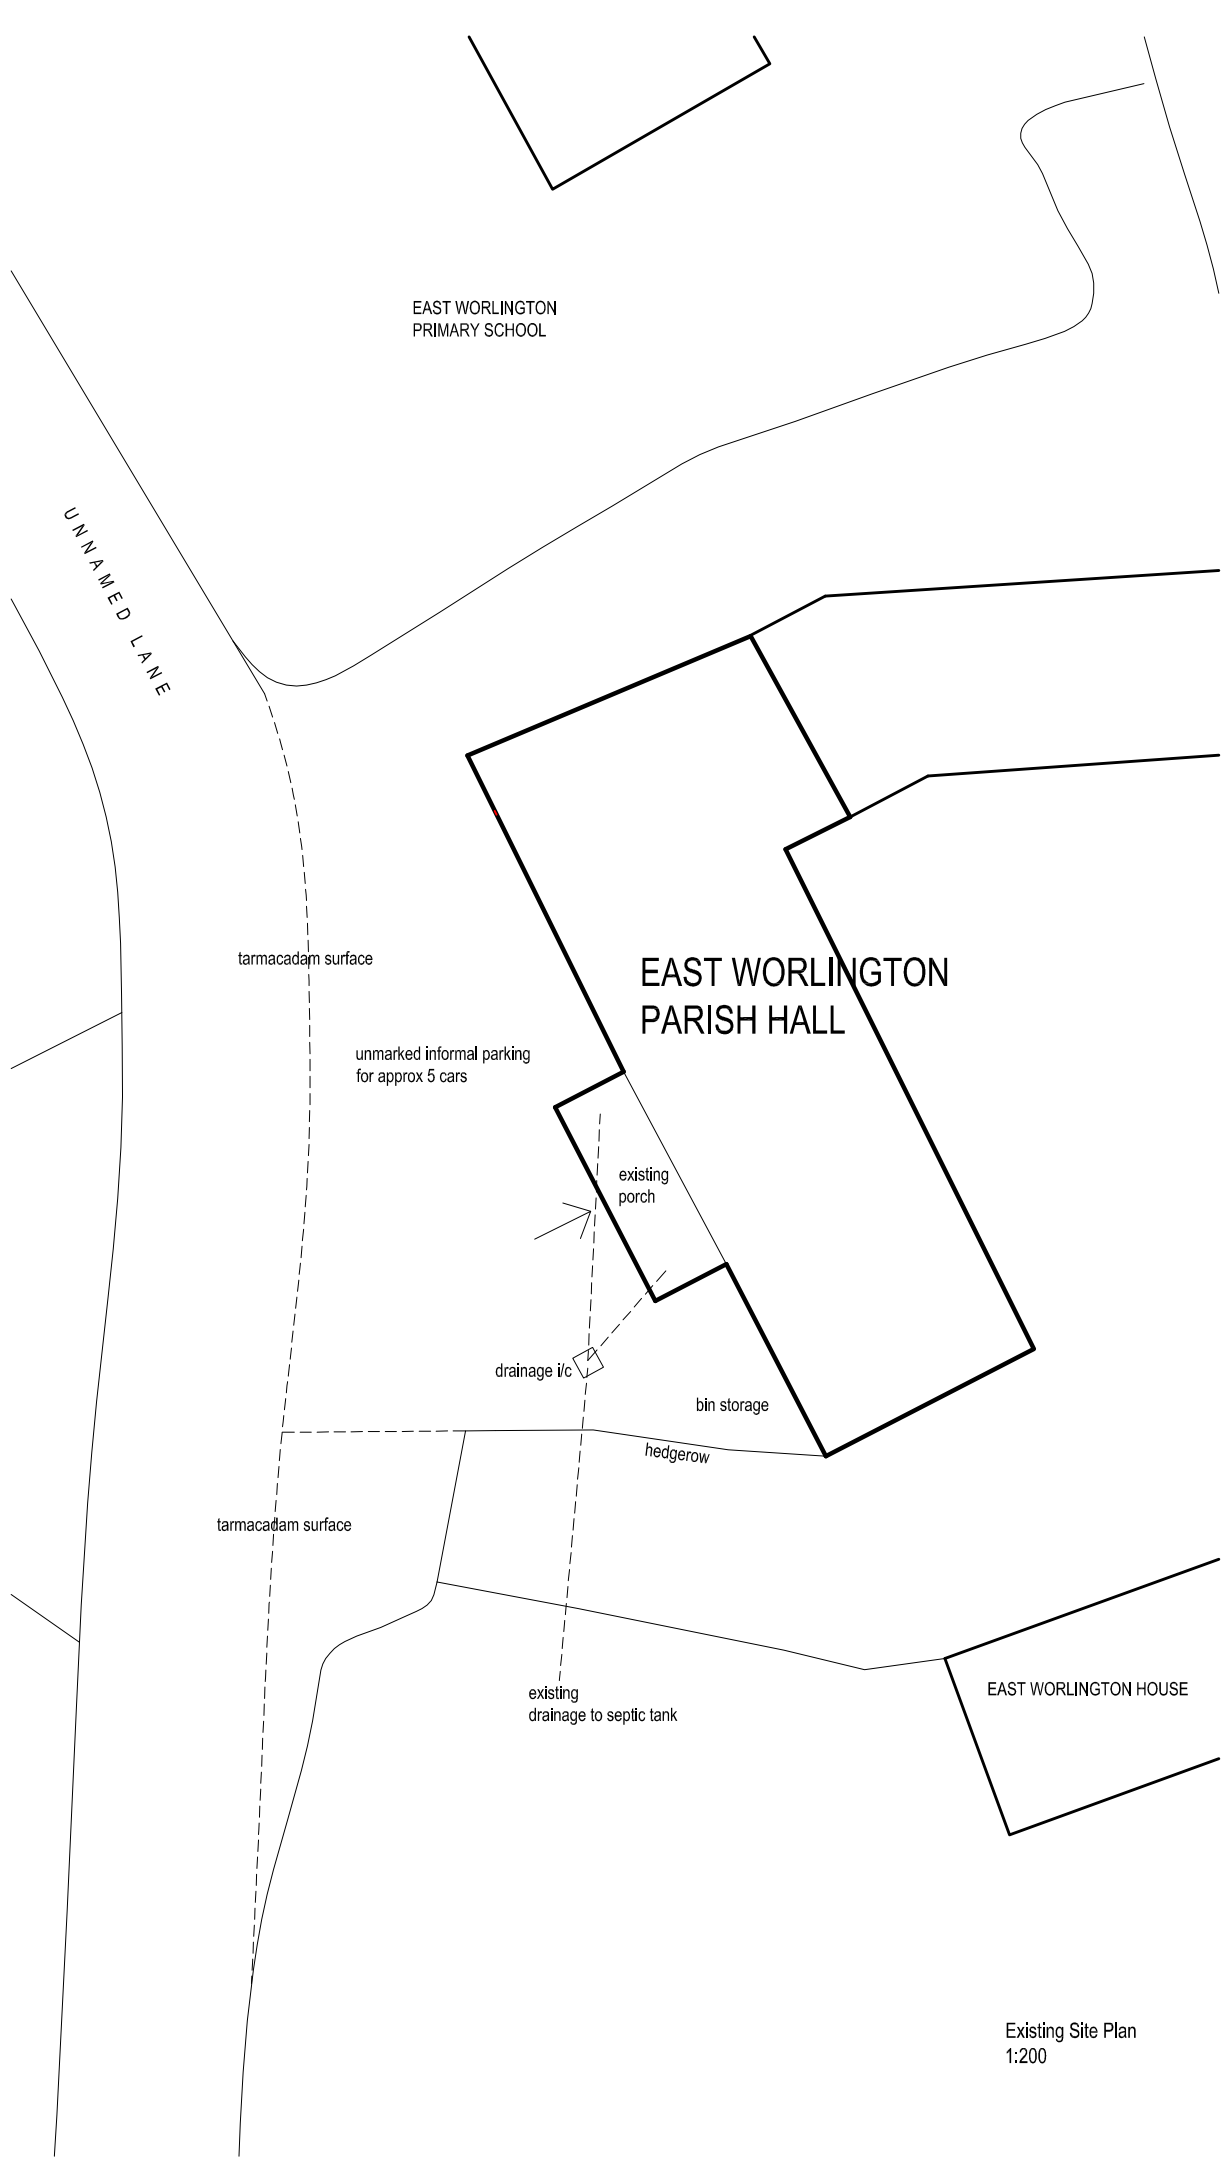 EAST WORLINGTON
PRIMARY SCHOOL
UNNAMED LANE
tarmacadam surface
EAST WORLINGTON
PARISH HALL
unmarked informal parking
for approx 5 cars
existing
porch
drainage i/c
bin storage
hedgerow
tarmacadam surface
existing
drainage to septic tank
EAST WORLINGTON HOUSE
Existing Site Plan
1:200